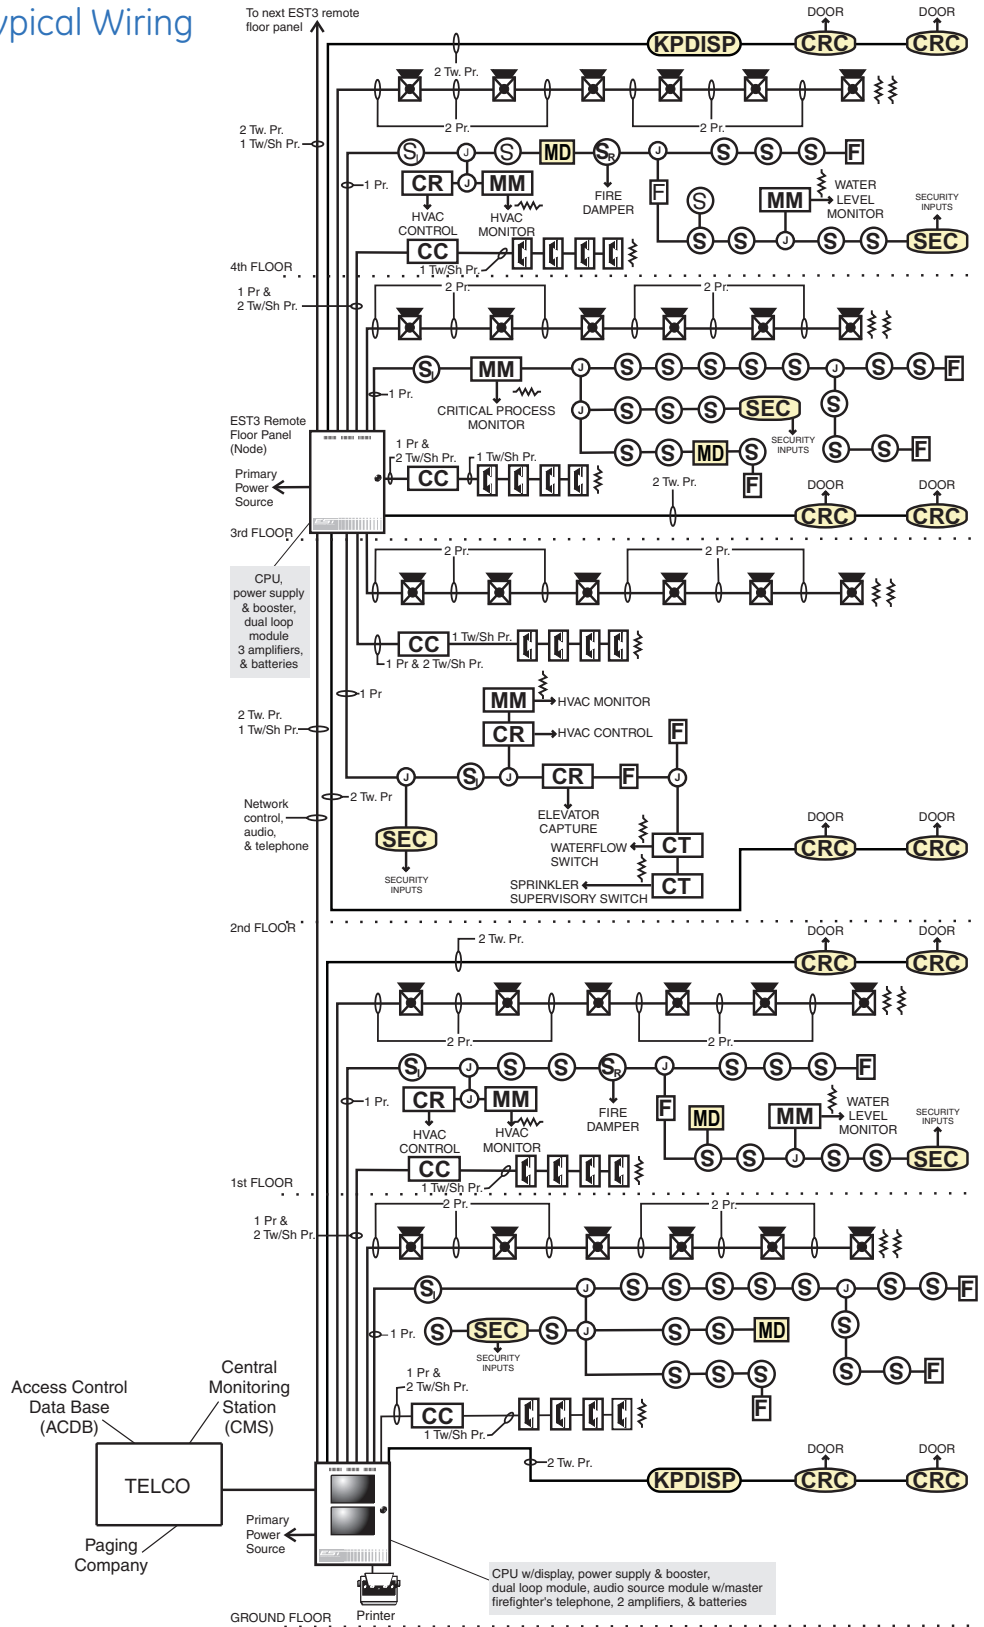 ypical Wiring
To next EST3 remote
floor panel
DOOR DOOR
KPDISP CRC CRC
2 Tw. Pr.
2 Pr. 2 Pr.
2 Tw. Pr.
1 Tw/Sh Pr.
SI J S MD SR J S S S F
1 Pr.
CR J MM
F
S
MM
WATER
LEVEL
MONITOR
SECURITY
INPUTS
FIRE
DAMPER
HVAC
CONTROL
HVAC
MONITOR
S S J S S SEC
CC
1 Tw/Sh Pr.
4th FLOOR
1 Pr &
2 Tw/Sh Pr.
2 Pr. 2 Pr.
SI MM J S S S S S J S S F
1 Pr.
CRITICAL PROCESS
MONITOR
J S S S SEC S
SECURITY
INPUTS
EST3 Remote
Floor Panel
(Node)
S S MD S S S F
F
1 Pr &
2 Tw/Sh Pr.
1 Tw/Sh Pr.
CC
Primary
Power
Source
2 Tw. Pr.
DOOR DOOR
CRC CRC
EST
3rd FLOOR
2 Pr. 2 Pr.
CPU,
power supply
& booster,
dual loop
module
3 amplifiers,
& batteries
CC
1 Tw/Sh Pr.
1 Pr & 2 Tw/Sh Pr.
1 Pr
MM HVAC MONITOR
CR HVAC CONTROL
F
2 Tw. Pr.
1 Tw/Sh Pr.
J SI J CR F J
2 Tw. Pr
ELEVATOR
CAPTURE
Network
control,
audio,
& telephone
SEC
SECURITY
INPUTS
WATERFLOW
SWITCH
CT
SPRINKLER
SUPERVISORY SWITCH
CT
DOOR DOOR
CRC CRC
2nd FLOOR
2 Tw. Pr.
DOOR DOOR
CRC CRC
2 Pr. 2 Pr.
SI J S S SR J S S S F
1 Pr.
CR J MM
F
MD
MM
WATER
LEVEL
MONITOR
SECURITY
INPUTS
FIRE
DAMPER
HVAC
CONTROL
HVAC
MONITOR
S S J S S SEC
CC
1 Tw/Sh Pr.
1st FLOOR
1 Pr &
2 Tw/Sh Pr.
2 Pr. 2 Pr.
SI J S S S S S J S S F
1 Pr.
S SEC S J S S MD S
SECURITY
INPUTS
S S S S S F
F
1 Pr &
2 Tw/Sh Pr.
CC
1 Tw/Sh Pr.
Access Control
Data Base
(ACDB)
Central
Monitoring
Station
(CMS)
TELCO
Paging
Company
2 Tw. Pr.
DOOR DOOR
KPDISP CRC CRC
Primary
Power
Source
EST
CPU w/display, power supply & booster,
dual loop module, audio source module w/master
firefighter's telephone, 2 amplifiers, & batteries
Printer
GROUND FLOOR